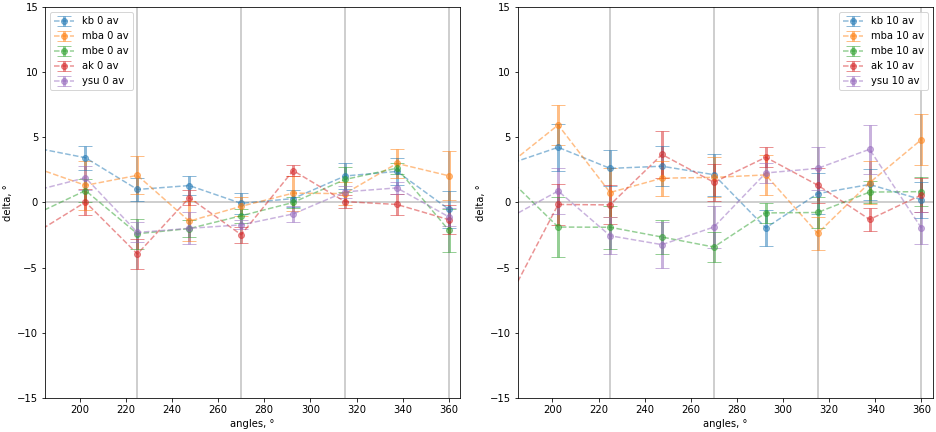 15
10
5
0
−5
−10
−15
delta, °
kb 0 av
mba 0 av
mbe 0 av
ak 0 av
ysu 0 av
200 220 240 260 280 300 320 340 360
angles, °
15
10
5
0
−5
−10
−15
delta, °
kb 10 av
mba 10 av
mbe 10 av
ak 10 av
ysu 10 av
200 220 240 260 280 300 320 340 360
angles, °